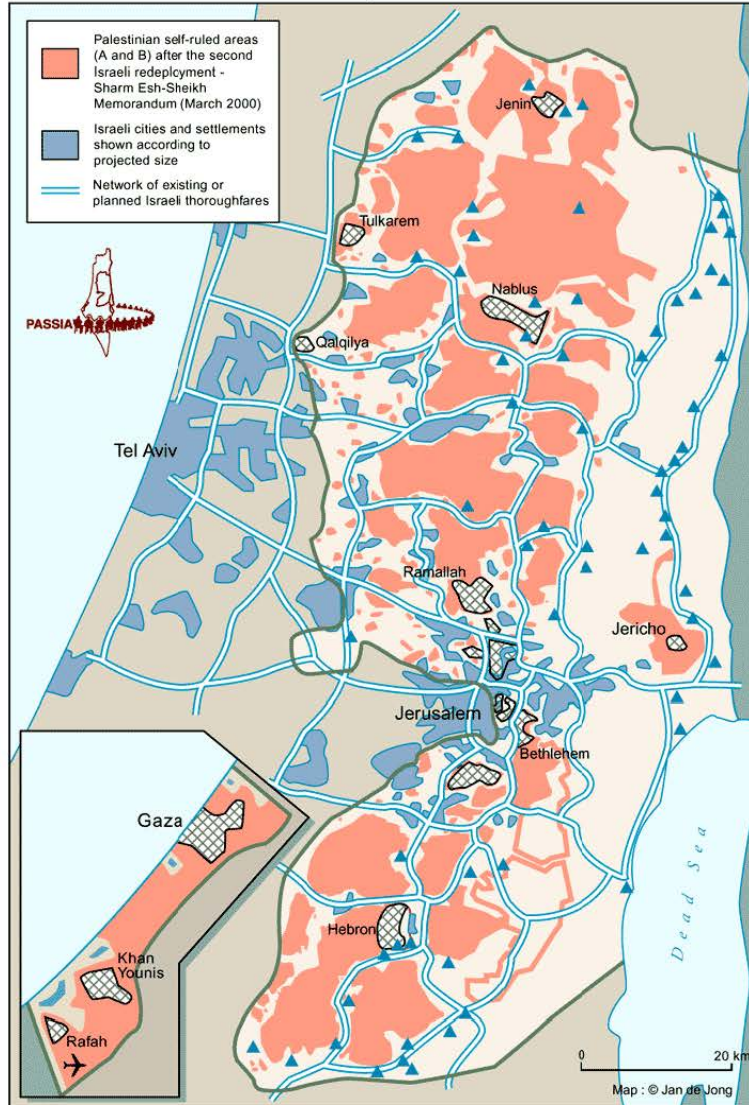 Palestinian self-ruled areas
(A and B) after the second
Israeli redeployment -
Sharm Esh-Sheikh
Memorandum (March 2000)
Israeli cities and settlements
shown according to
projected size
Network of existing or
planned Israeli thoroughfares
Jenin
Tulkarem
Nablus
PASSIA
Qalqilya
Tel Aviv
Ramallah
Jericho
Jerusalem
Bethlehem
Gaza
Hebron
Dead Sea
Khan
Younis
Rafah
0 20 km
Map : © Jan de Jong